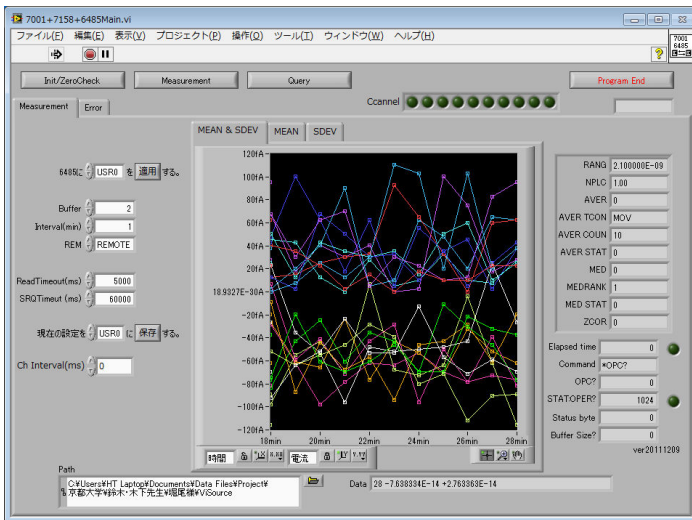 7001+7158+6485Main.vi
ファイル(F) 編集(E) 表示(V) プロジェクト(P) 操作(O) ツール(T) ウィンドウ(W) ヘルプ(H)
7001
6485
Init/ZeroCheck Measurement Query Program End
Ccannel
Measurement Error
MEAN & SDEV MEAN SDEV
6485に USR0 を 適用 する。
Buffer 2
Interval(min) 1
REM REMOTE
ReadTimeout(ms) 5000
SRQTimeout (ms) 60000
現在の設定を USR0 に 保存 する。
Ch Interval(ms) 0
120fA
100fA
80fA
60fA
40fA
20fA
18.9327E-30A
-20fA
-40fA
-60fA
-80fA
-100fA
-120fA
18min 20min 22min 24min 26min 28min
時間 電流
RANG 2.100000E-09
NPLC 1.00
AVER 0
AVER TCON MOV
AVER COUN 10
AVER STAT 0
MED 0
MEDRANK 1
MED STAT 0
ZCOR 0
Elapsed time 0
Command *OPC?
OPC? 0
STATOPER? 1024
Status byte 0
Buffer Size? 0
ver20111209
Path
C:¥Users¥HT Laptop¥Documents¥Data Files¥Project¥
京都大学¥鈴木・木下先生¥堀尾様¥ViSource
Data 28 -7.638334E-14 +2.763363E-14